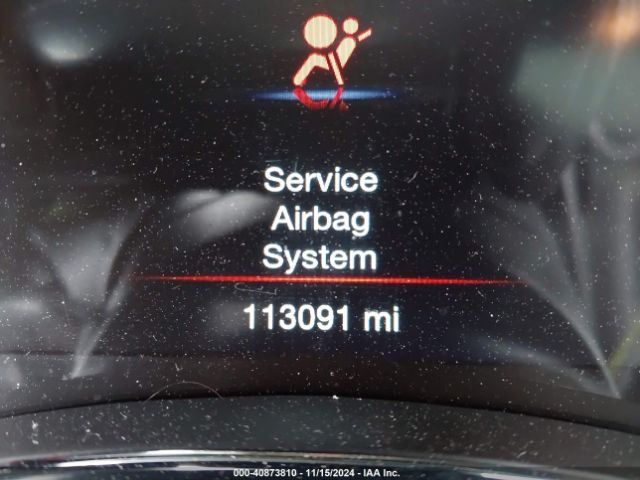 Service
Airbag
System
113091 mi
000-40873810 - 11/15/2024 - IAA Inc.